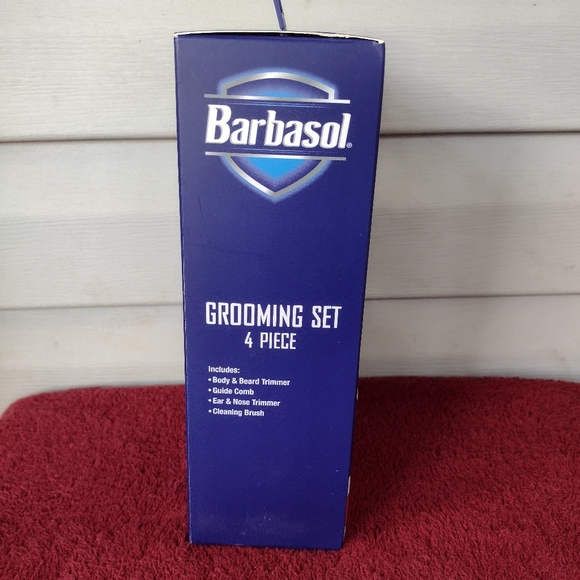 Barbasol®
GROOMING SET
4 PIECE
Includes:
• Body & Beard Trimmer
• Guide Comb
• Ear & Nose Trimmer
• Cleaning Brush